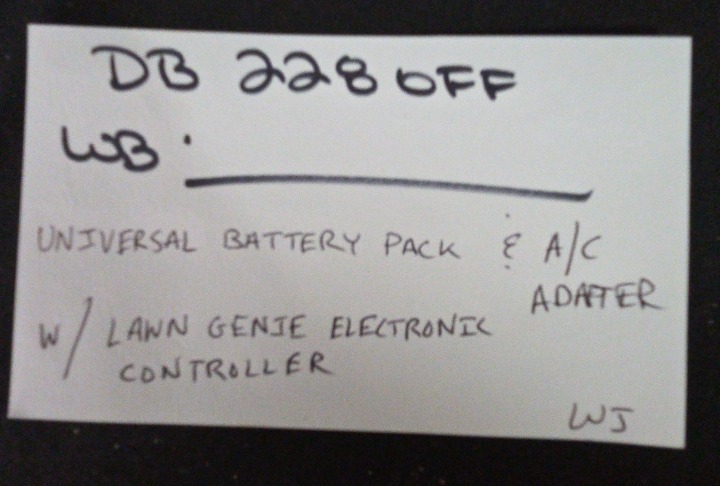 DB 228 OFF
WB.
UNIVERSAL BATTERY PACK & A/C
ADAPTER
W/ LAWN GENIE ELECTRONIC
CONTROLLER
WJ